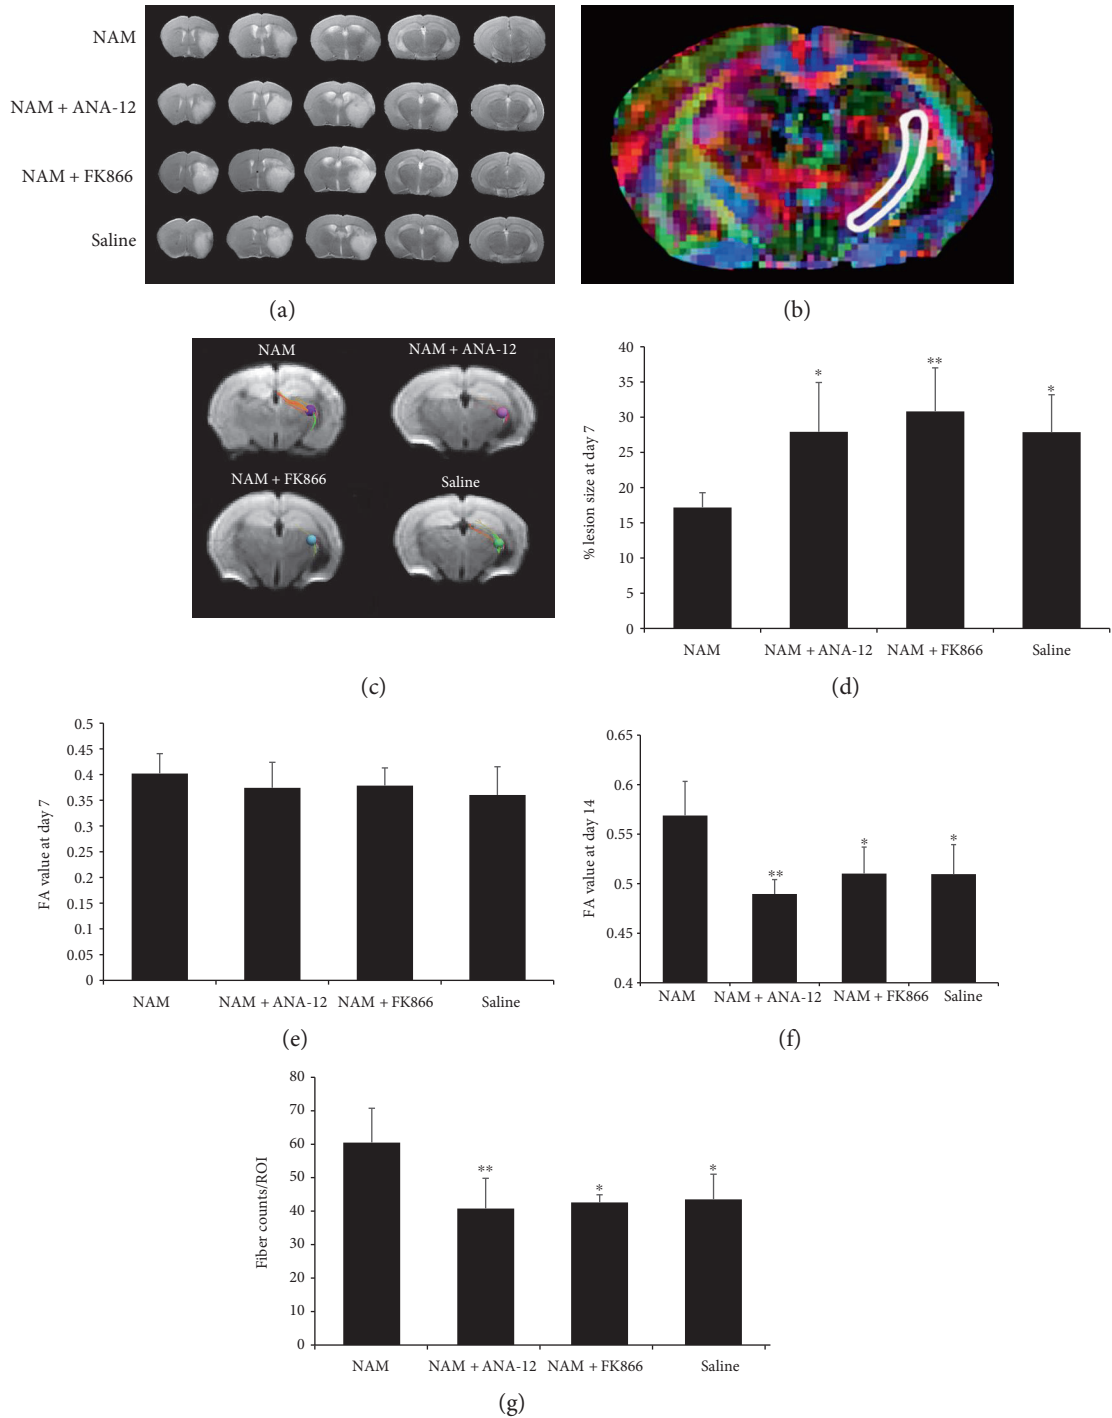 NAM
NAM + ANA-12
NAM + FK866
Saline
(a)
(b)
NAM
NAM + ANA-12
NAM + FK866
Saline
(c)
40
35
30
25
20
15
10
5
0
% lesion size at day 7
*
**
*
NAM
NAM + ANA-12
NAM + FK866
Saline
(d)
0.5
0.45
0.4
0.35
0.3
0.25
0.2
0.15
0.1
0.05
0
FA value at day 7
NAM
NAM + ANA-12
NAM + FK866
Saline
(e)
0.65
0.6
0.55
0.5
0.45
0.4
FA value at day 14
**
*
*
NAM
NAM + ANA-12
NAM + FK866
Saline
(f)
80
70
60
50
40
30
20
10
0
Fiber counts/ROI
**
*
*
NAM
NAM + ANA-12
NAM + FK866
Saline
(g)